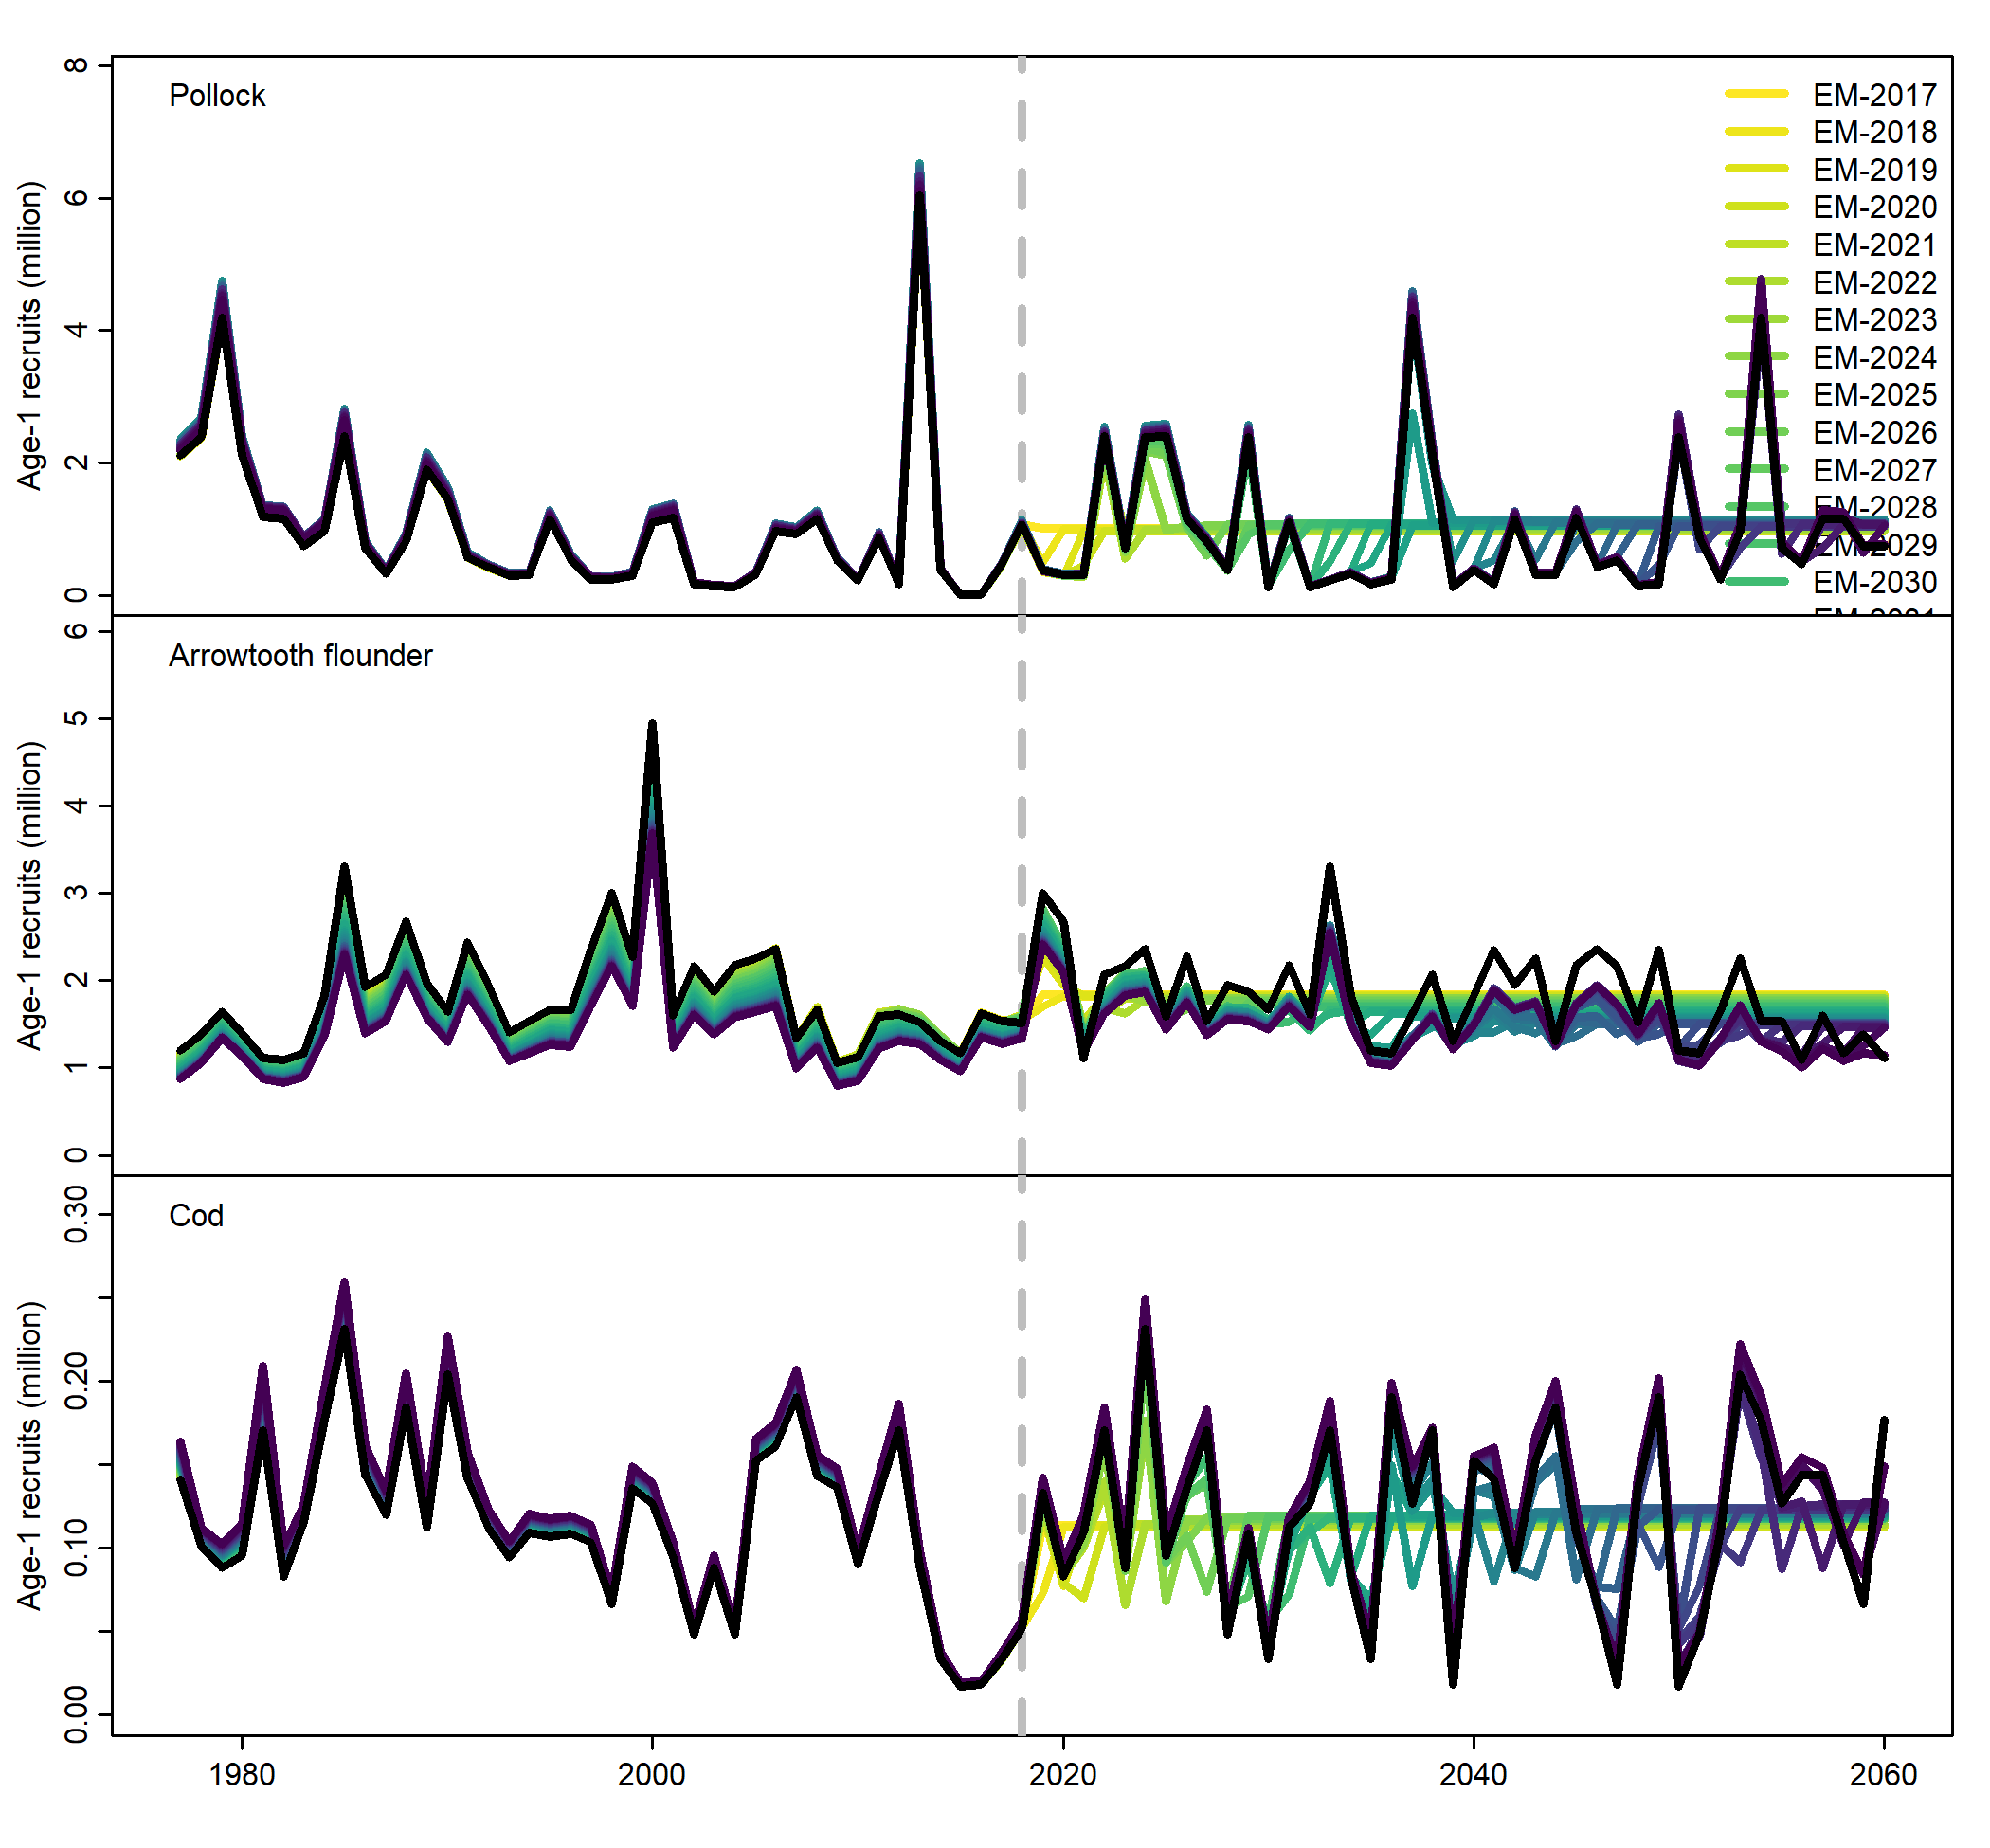 8
6
4
2
0
Age-1 recruits (million)
Pollock
EM-2017
EM-2018
EM-2019
EM-2020
EM-2021
EM-2022
EM-2023
EM-2024
EM-2025
EM-2026
EM-2027
EM-2028
EM-2029
EM-2030
6
5
4
3
2
1
0
Age-1 recruits (million)
Arrowtooth flounder
0.30
0.20
0.10
0.00
Age-1 recruits (million)
Cod
1980 2000 2020 2040 2060